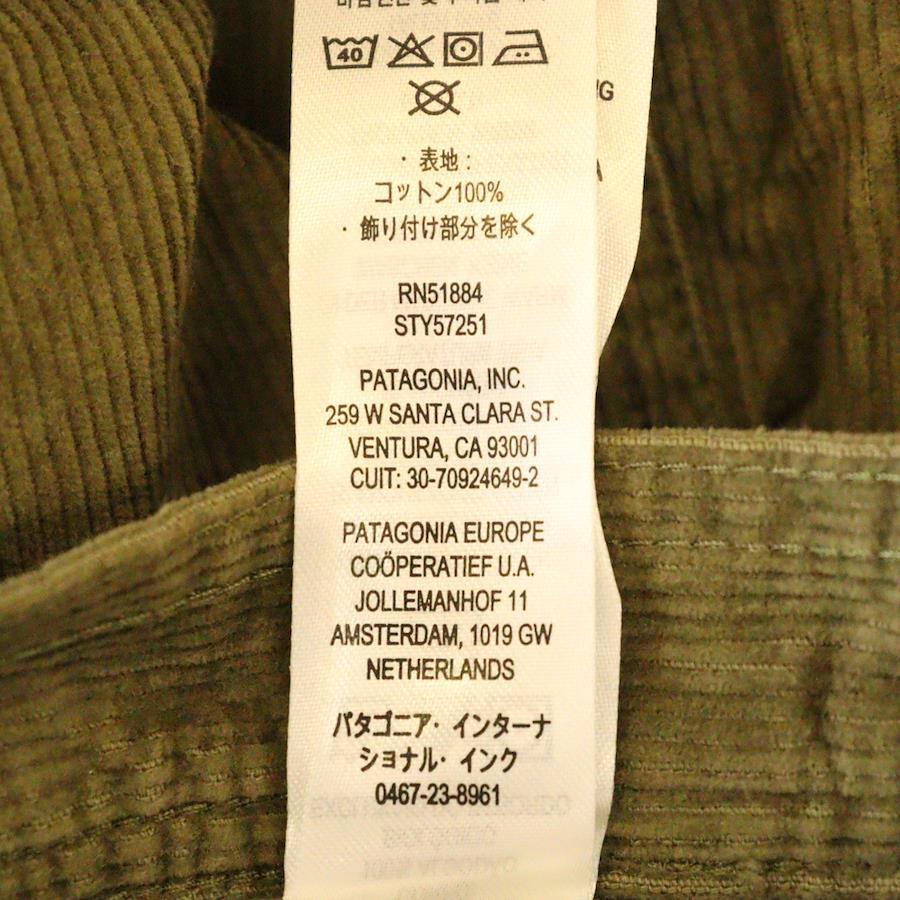 40
・表地：
コットン100%
・飾り付け部分を除く
RN51884
STY57251
PATAGONIA, INC.
259 W SANTA CLARA ST.
VENTURA, CA 93001
CUIT: 30-70924649-2
PATAGONIA EUROPE
COÖPERATIEF U.A.
JOLLEMANHOF 11
AMSTERDAM, 1019 GW
NETHERLANDS
パタゴニア・インターナ
ショナル・インク
0467-23-8961